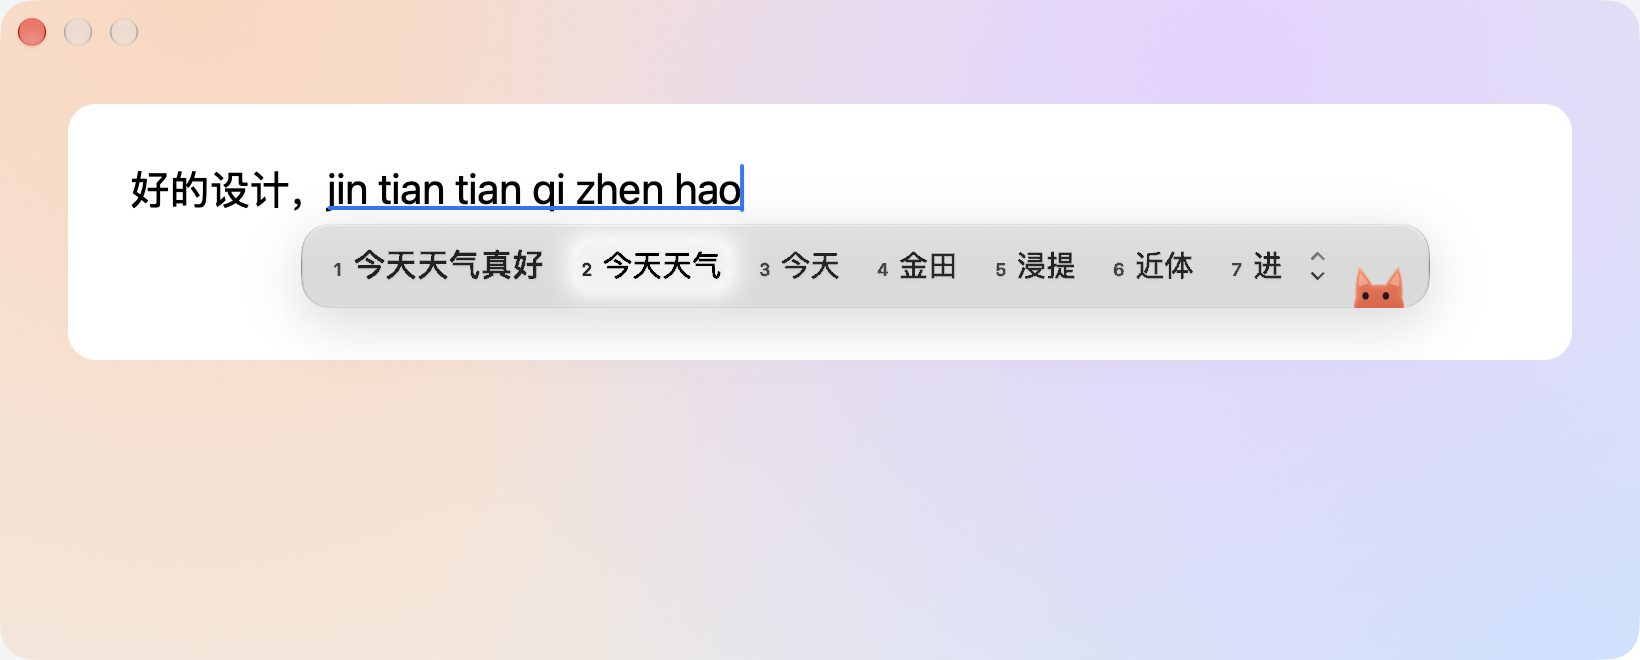 好的设计，jin tian tian qi zhen hao
1 今天天气真好 2 今天天气 3 今天 4 金田 5 浸提 6 近体 7 进